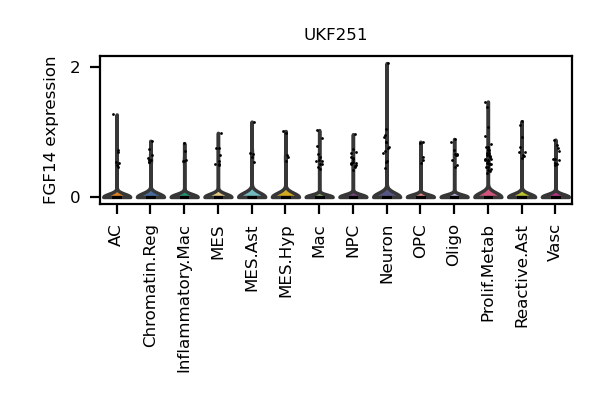 UKF251
FGF14 expression
2
0
AC
Chromatin.Reg
Inflammatory.Mac
MES
MES.Ast
MES.Hyp
Mac
NPC
Neuron
OPC
Oligo
Prolif.Metab
Reactive.Ast
Vasc